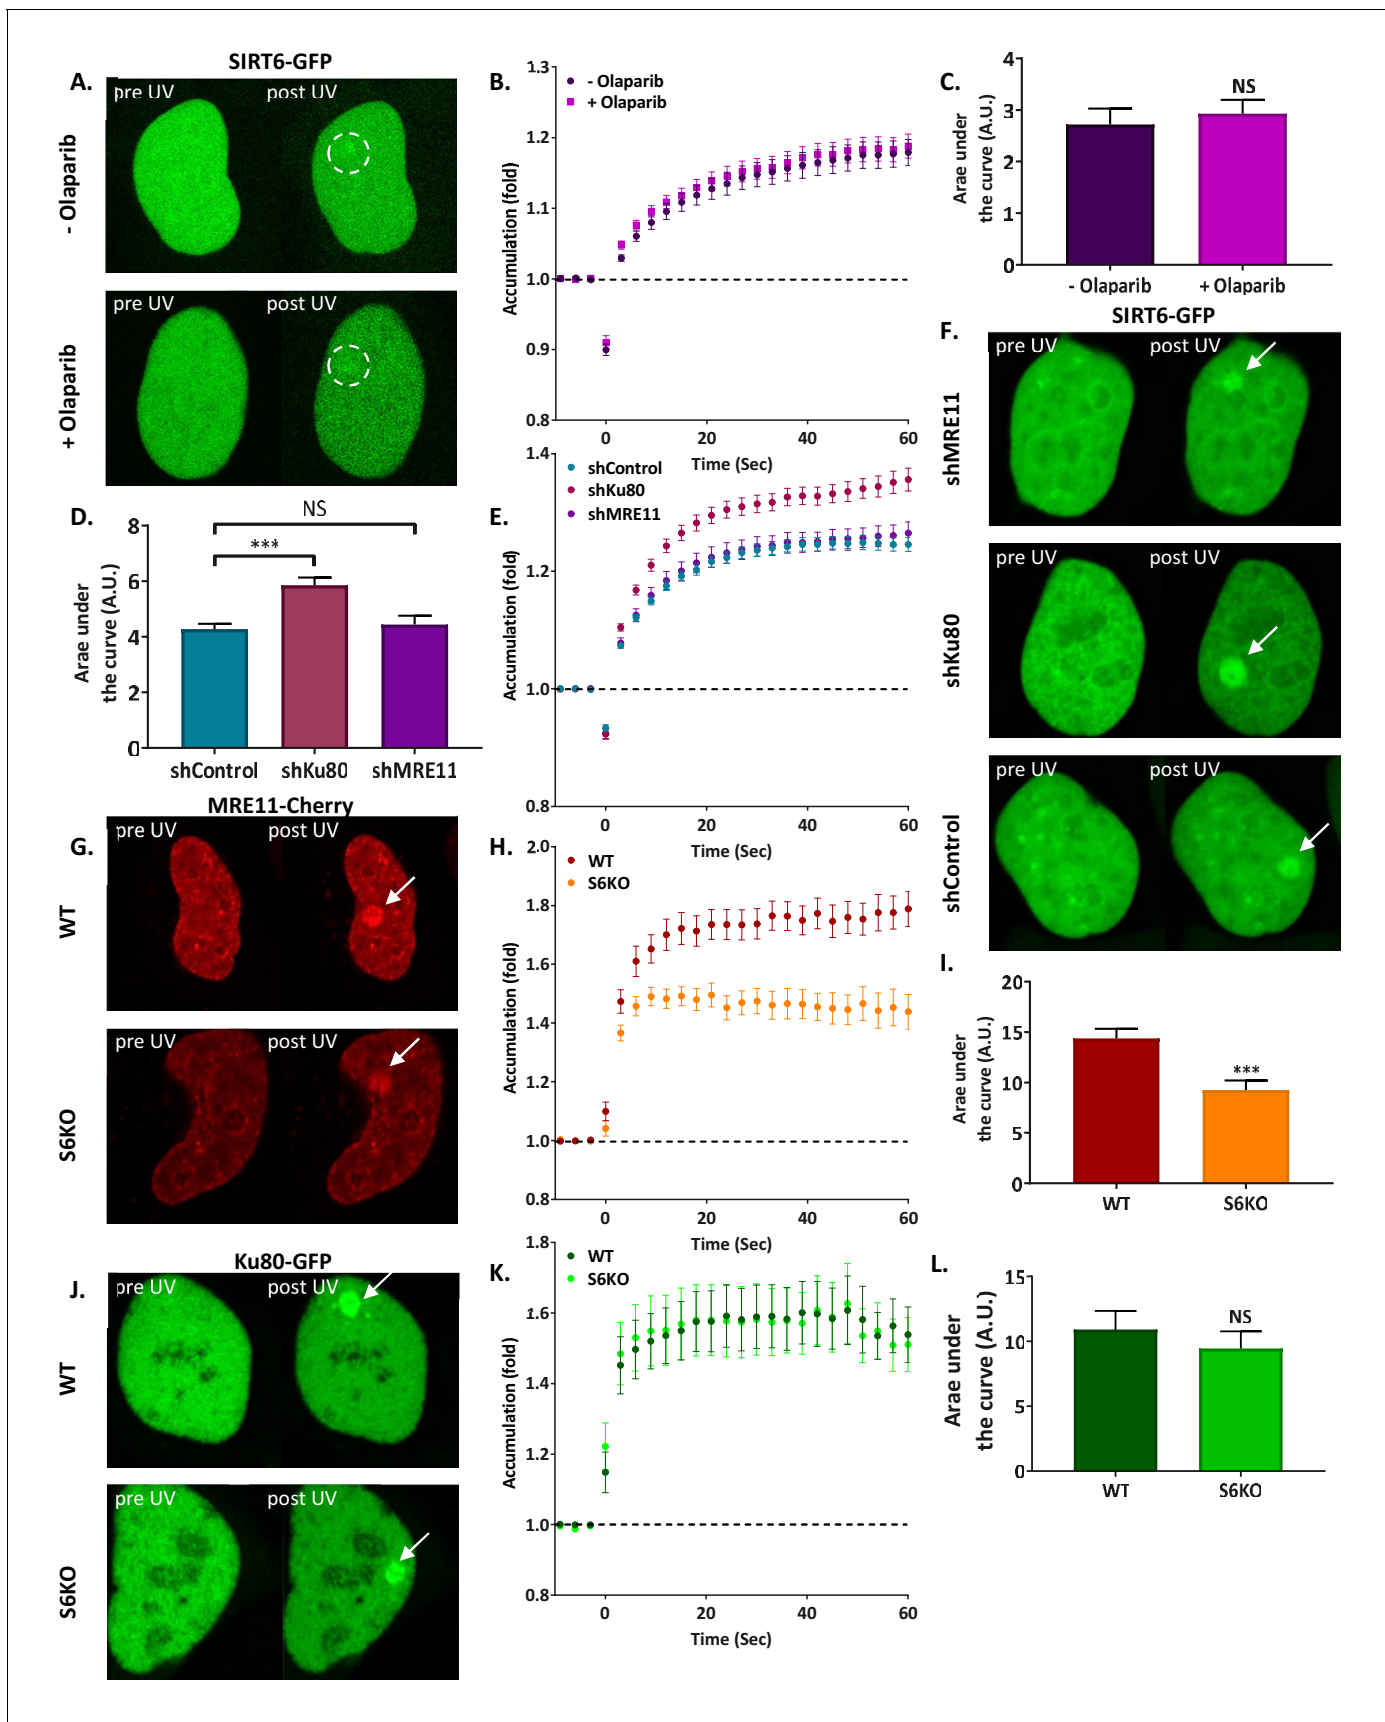 SIRT6-GFP
A.
pre UV
post UV
- Olaparib
pre UV
post UV
+ Olaparib
B.
- Olaparib
+ Olaparib
1.3
1.2
1.1
1.0
0.9
0.8
Accumulation (fold)
0
20
40
60
Time (Sec)
C.
4
3
2
1
0
Arae under
the curve (A.U.)
NS
- Olaparib
+ Olaparib
D.
NS
***
8
6
4
2
0
Arae under
the curve (A.U.)
shControl
shKu80
shMRE11
E.
shControl
shKu80
shMRE11
1.4
1.2
1.0
0.8
Accumulation (fold)
0
20
40
60
Time (Sec)
SIRT6-GFP
F.
pre UV
post UV
shMRE11
pre UV
post UV
shKu80
pre UV
post UV
shControl
MRE11-Cherry
G.
pre UV
post UV
WT
pre UV
post UV
S6KO
H.
WT
S6KO
2.0
1.8
1.6
1.4
1.2
1.0
0.8
Accumulation (fold)
0
20
40
60
Time (Sec)
I.
20
15
10
5
0
Arae under
the curve (A.U.)
***
WT
S6KO
Ku80-GFP
J.
pre UV
post UV
WT
pre UV
post UV
S6KO
K.
WT
S6KO
1.8
1.6
1.4
1.2
1.0
0.8
Accumulation (fold)
0
20
40
60
Time (Sec)
L.
15
10
5
0
Arae under
the curve (A.U.)
NS
WT
S6KO